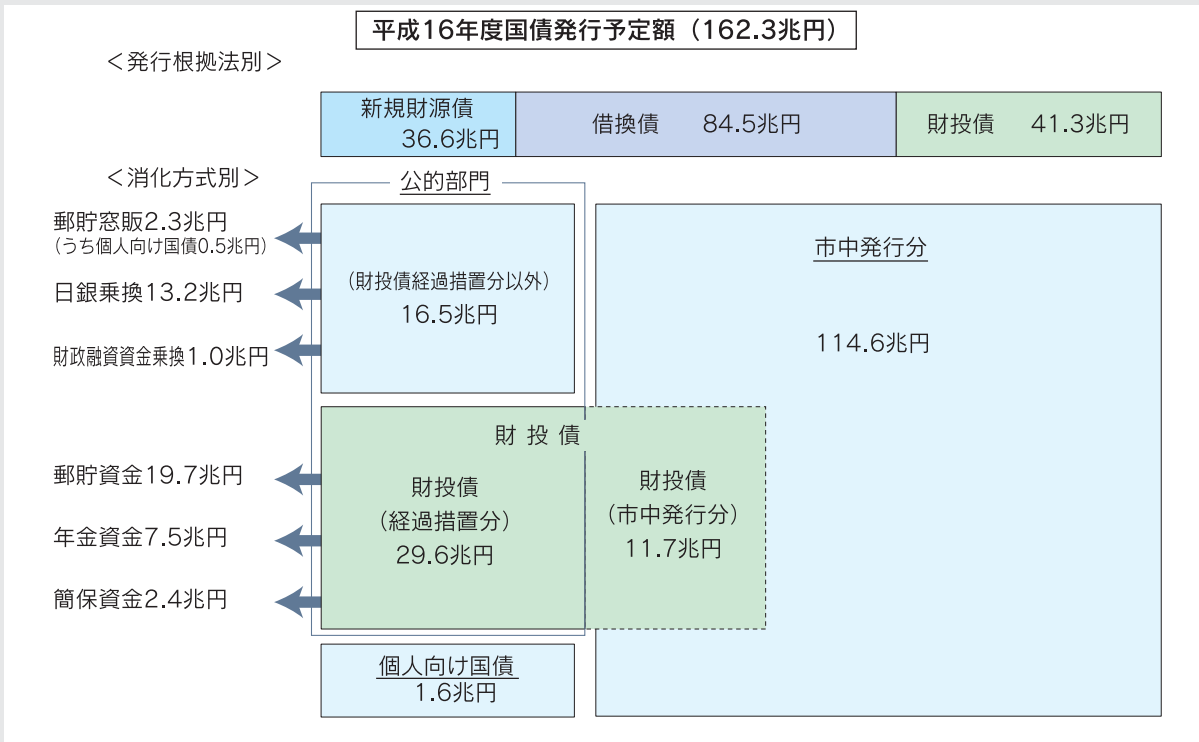 平成16年度国債発行予定額（162.3兆円）
＜発行根拠法別＞
新規財源債
36.6兆円
借換債　84.5兆円
財投債　41.3兆円
＜消化方式別＞
公的部門
郵貯窓販2.3兆円
（うち個人向け国債0.5兆円）
日銀乗換13.2兆円
財政融資資金乗換1.0兆円
（財投債経過措置分以外）
16.5兆円
市中発行分
114.6兆円
財投債
郵貯資金19.7兆円
年金資金7.5兆円
簡保資金2.4兆円
財投債
（経過措置分）
29.6兆円
財投債
（市中発行分）
11.7兆円
個人向け国債
1.6兆円